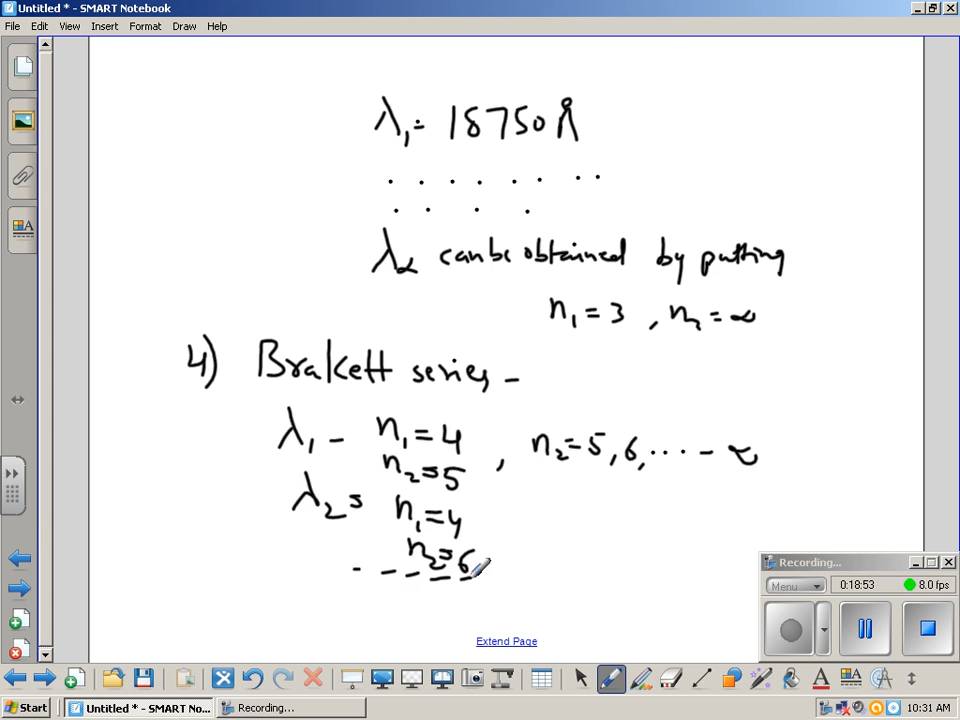 Untitled * - SMART Notebook
File Edit View Insert Format Draw Help
λ₁ = 18750 Å
. . . . . . . .
. . . .
λ∝ can be obtained by putting
n₁ = 3 , n₂ = ∝
4) Brakett series -
λ₁ - n₁ = 4 , n₂ = 5, 6, .... - ∝
n₂ = 5
λ₂ = n₁ = 4
n₂ = 6
. - - - -
Extend Page
Recording...
Menu 0:18:53 8.0 fps
Start Untitled * - SMART No... Recording... 10:31 AM